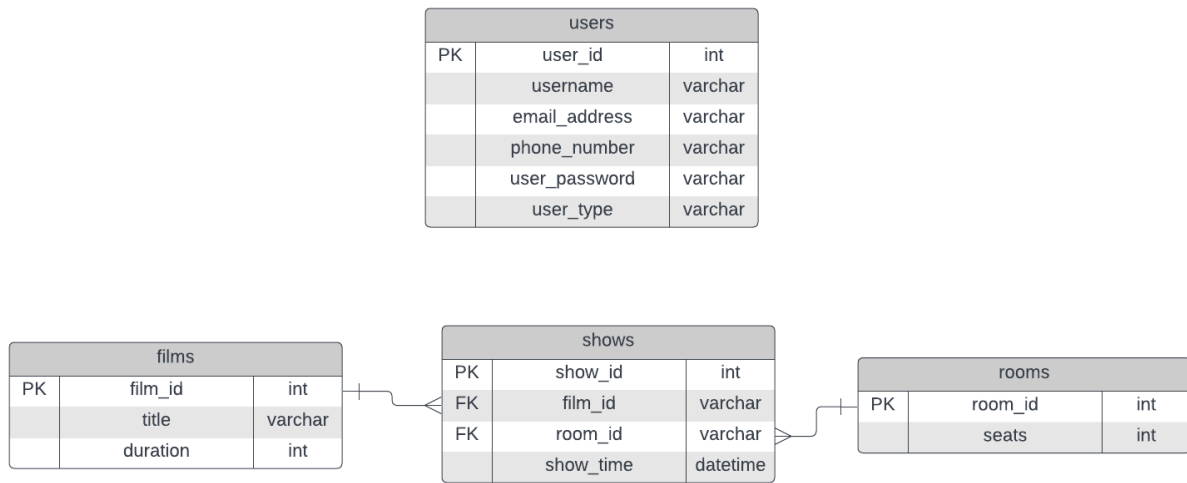 users
PK user_id int
username varchar
email_address varchar
phone_number varchar
user_password varchar
user_type varchar
films
PK film_id int
title varchar
duration int
shows
PK show_id int
FK film_id varchar
FK room_id varchar
show_time datetime
rooms
PK room_id int
seats int